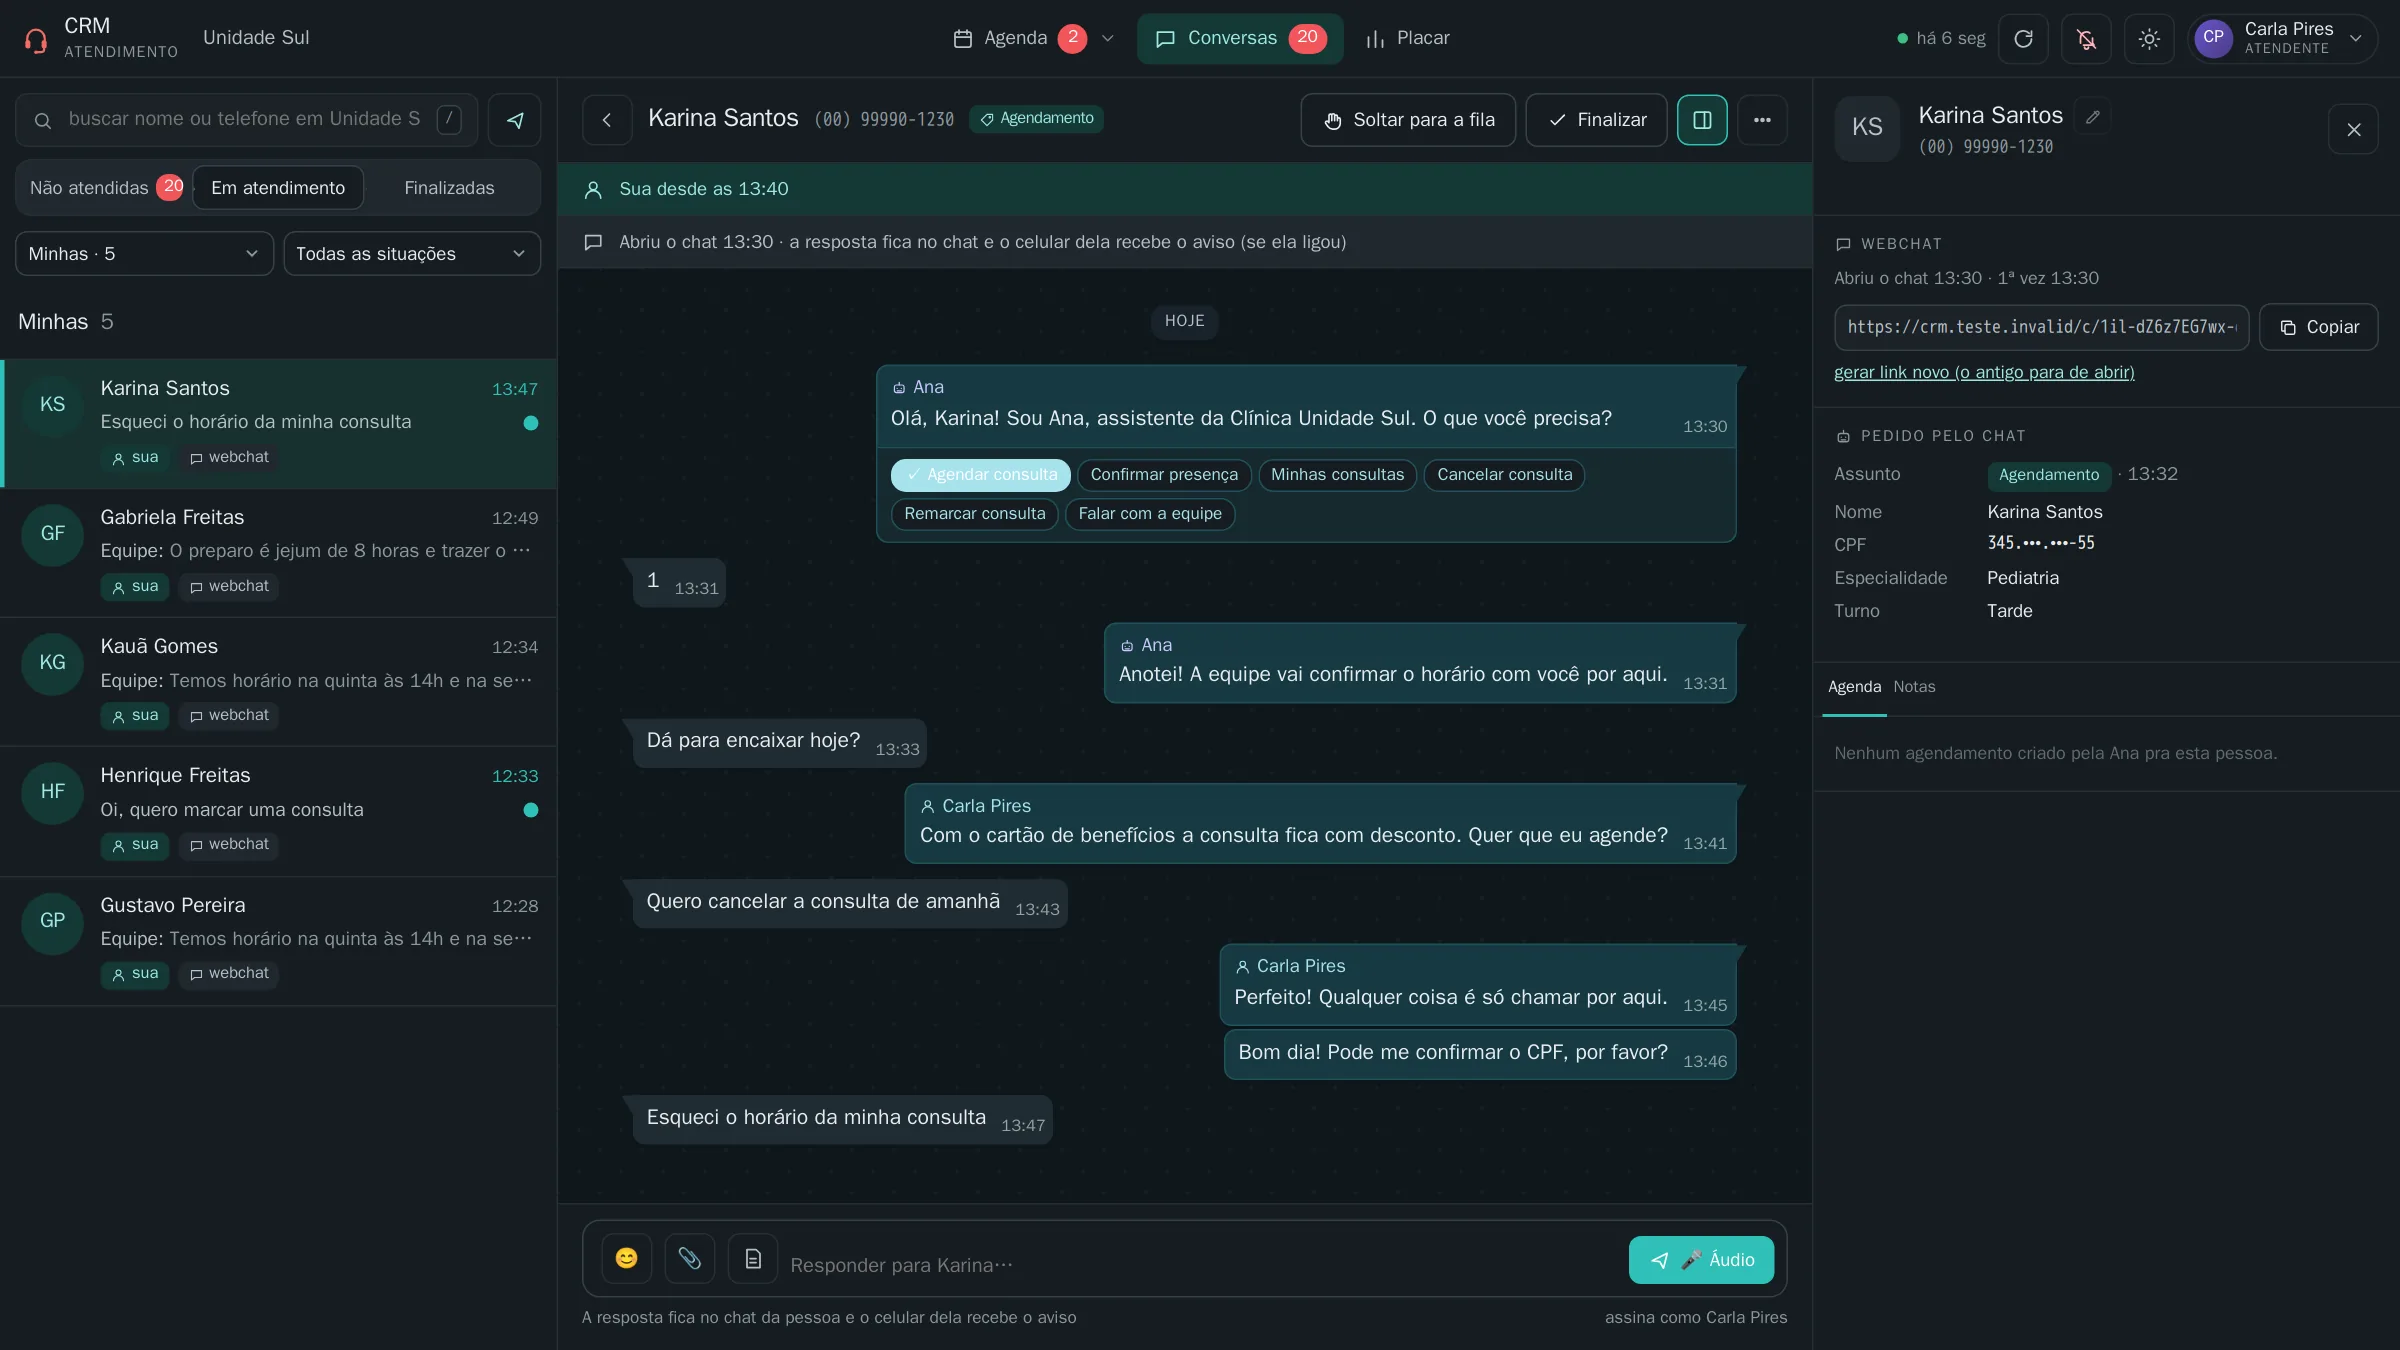 CRM
ATENDIMENTO
Unidade Sul
Agenda 2
Conversas 20
Placar
há 6 seg
CP
Carla Pires
ATENDENTE
buscar nome ou telefone em Unidade S
/
Não atendidas 20
Em atendimento
Finalizadas
Minhas · 5
Todas as situações
Minhas 5
KS
Karina Santos
13:47
Esqueci o horário da minha consulta
sua
webchat
GF
Gabriela Freitas
12:49
Equipe: O preparo é jejum de 8 horas e trazer o ···
sua
webchat
KG
Kauã Gomes
12:34
Equipe: Temos horário na quinta às 14h e na se···
sua
webchat
HF
Henrique Freitas
12:33
Oi, quero marcar uma consulta
sua
webchat
GP
Gustavo Pereira
12:28
Equipe: Temos horário na quinta às 14h e na se···
sua
webchat
Karina Santos (00) 99990-1230
Agendamento
Soltar para a fila
Finalizar
Sua desde as 13:40
Abriu o chat 13:30 · a resposta fica no chat e o celular dela recebe o aviso (se ela ligou)
HOJE
Ana
Olá, Karina! Sou Ana, assistente da Clínica Unidade Sul. O que você precisa?
13:30
✓ Agendar consulta
Confirmar presença
Minhas consultas
Cancelar consulta
Remarcar consulta
Falar com a equipe
1
13:31
Ana
Anotei! A equipe vai confirmar o horário com você por aqui.
13:31
Dá para encaixar hoje?
13:33
Carla Pires
Com o cartão de benefícios a consulta fica com desconto. Quer que eu agende?
13:41
Quero cancelar a consulta de amanhã
13:43
Carla Pires
Perfeito! Qualquer coisa é só chamar por aqui.
13:45
Bom dia! Pode me confirmar o CPF, por favor?
13:46
Esqueci o horário da minha consulta
13:47
Responder para Karina···
Áudio
A resposta fica no chat da pessoa e o celular dela recebe o aviso
assina como Carla Pires
KS
Karina Santos
(00) 99990-1230
WEBCHAT
Abriu o chat 13:30 · 1ª vez 13:30
https://crm.teste.invalid/c/1il-dZ6z7EG7wx-
Copiar
gerar link novo (o antigo para de abrir)
PEDIDO PELO CHAT
Assunto
Agendamento · 13:32
Nome
Karina Santos
CPF
345.•••.•••-55
Especialidade
Pediatria
Turno
Tarde
Agenda
Notas
Nenhum agendamento criado pela Ana pra esta pessoa.